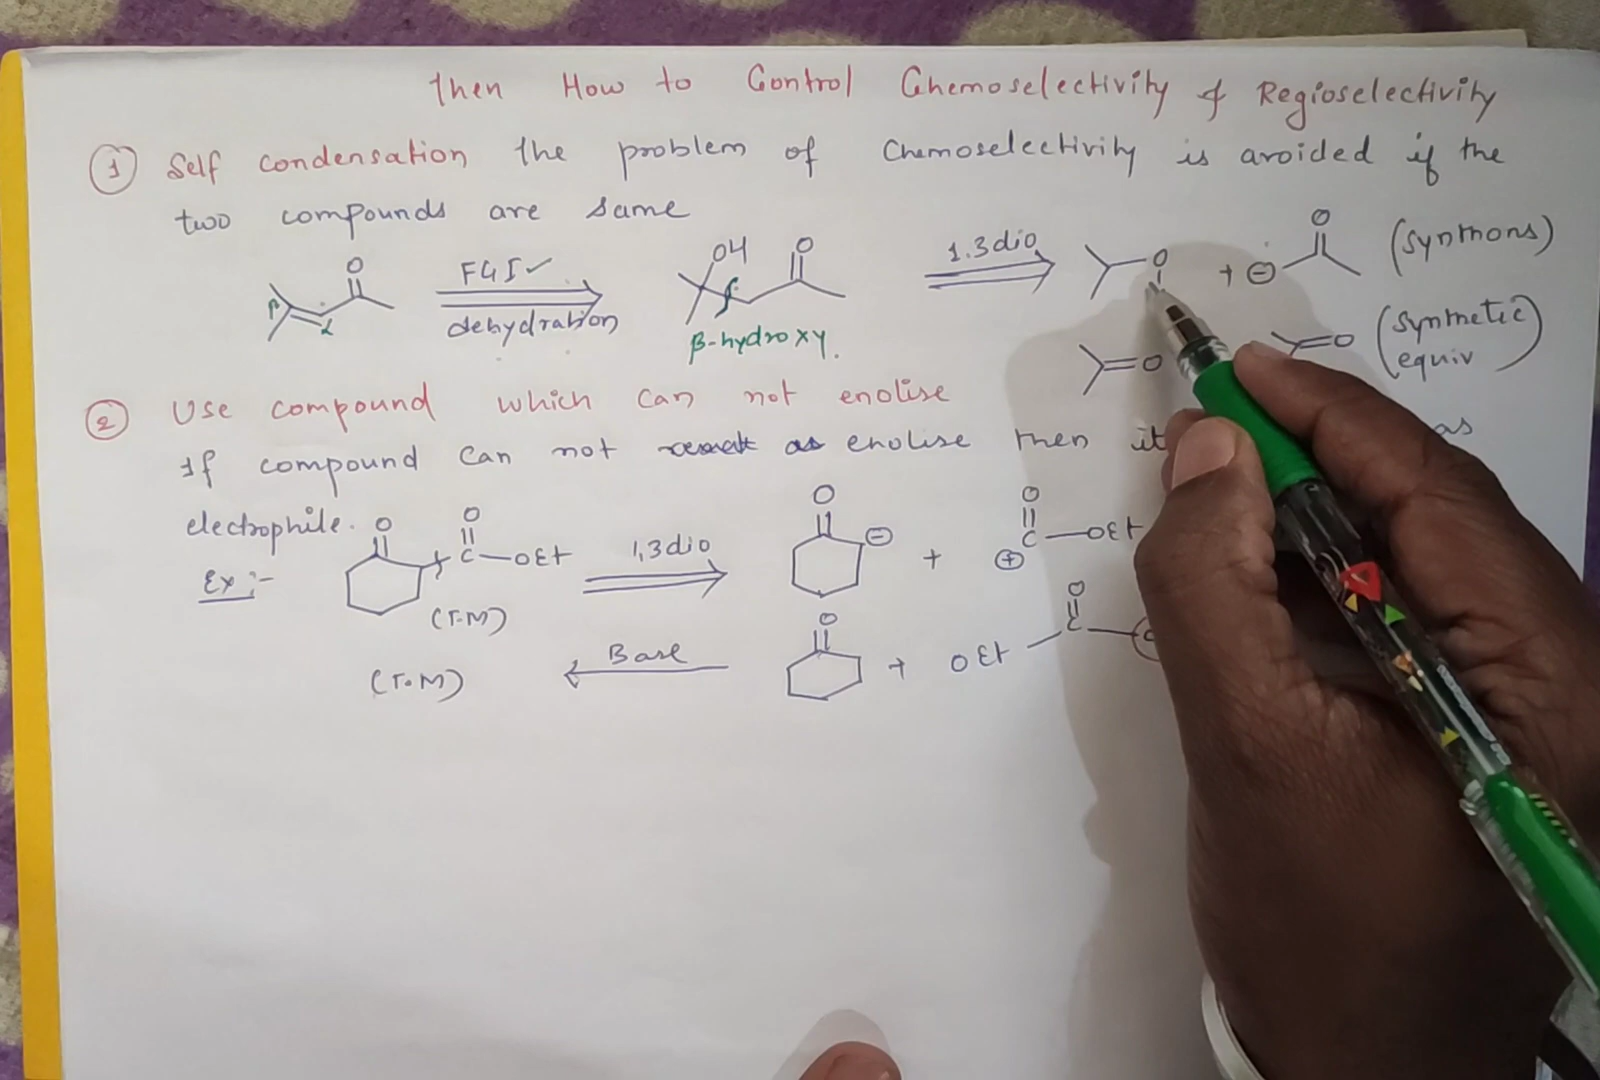 Then How to Control Chemoselectivity & Regioselectivity
① Self condensation the problem of Chemoselectivity is avoided if the
two compounds are same
O FGI✓ dehydration OH O 1.3 dio O + ⊖ O (Synthons)
β α β-hydroxy.
=O =O (Synthetic equiv)
② Use compound which can not enolise
If compound can not as enolise then it as
electrophile.
Ex:- O O || C—OEt 1,3 dio O ⊖ + O || ⊕ C—OEt
(T.M)
(T.M) Base O + OEt O || C